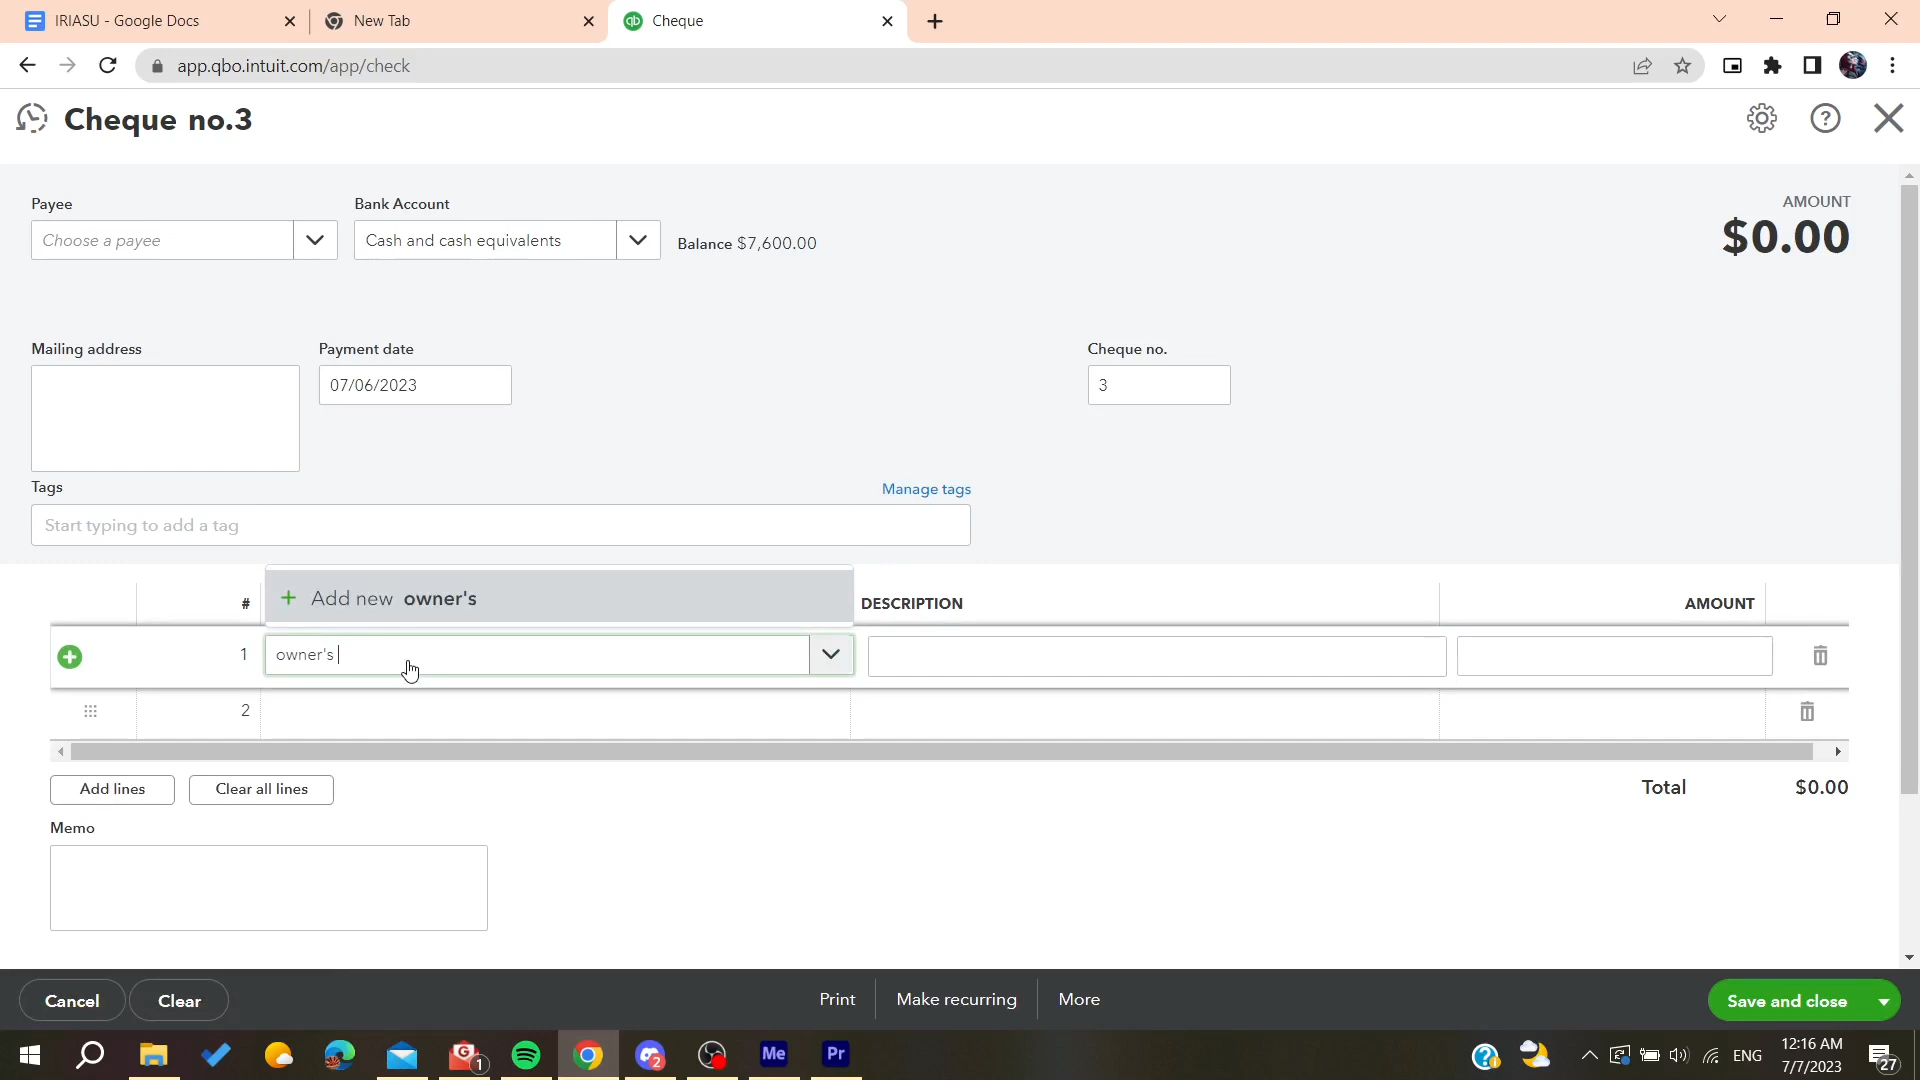 IRIASU - Google Docs
New Tab
Cheque
app.qbo.intuit.com/app/check
Cheque no.3
Payee
Bank Account
AMOUNT
Choose a payee
Cash and cash equivalents
Balance $7,600.00
$0.00
Mailing address
Payment date
Cheque no.
07/06/2023
3
Tags
Manage tags
Start typing to add a tag
#
+ Add new owner's
DESCRIPTION
AMOUNT
1
owner's
2
Add lines
Clear all lines
Total
$0.00
Memo
Cancel
Clear
Print
Make recurring
More
Save and close
1
2
Me
Pr
ENG
12:16 AM
7/7/2023
27